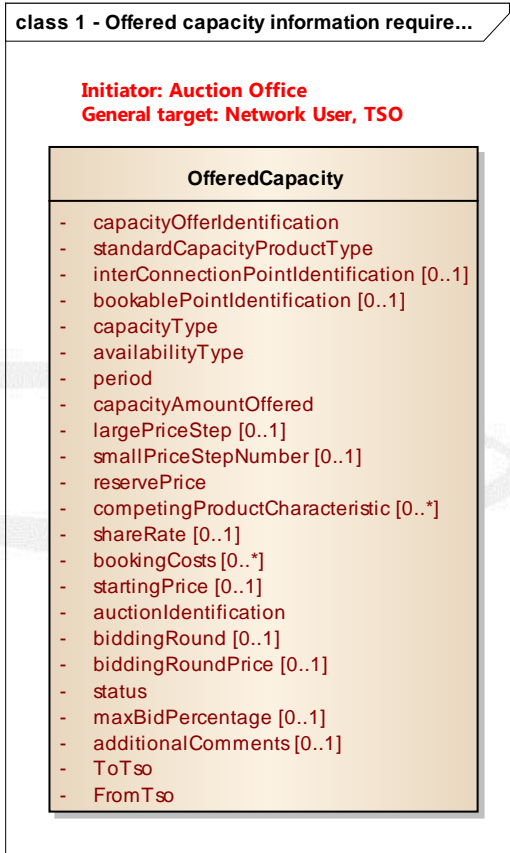 class 1 - Offered capacity information require...
Initiator: Auction Office
General target: Network User, TSO
OfferedCapacity
- capacityOfferIdentification
- standardCapacityProductType
- interConnectionPointIdentification [0..1]
- bookablePointIdentification [0..1]
- capacityType
- availabilityType
- period
- capacityAmountOffered
- largePriceStep [0..1]
- smallPriceStepNumber [0..1]
- reservePrice
- competingProductCharacteristic [0..*]
- shareRate [0..1]
- bookingCosts [0..*]
- startingPrice [0..1]
- auctionIdentification
- biddingRound [0..1]
- biddingRoundPrice [0..1]
- status
- maxBidPercentage [0..1]
- additionalComments [0..1]
- ToTso
- FromTso